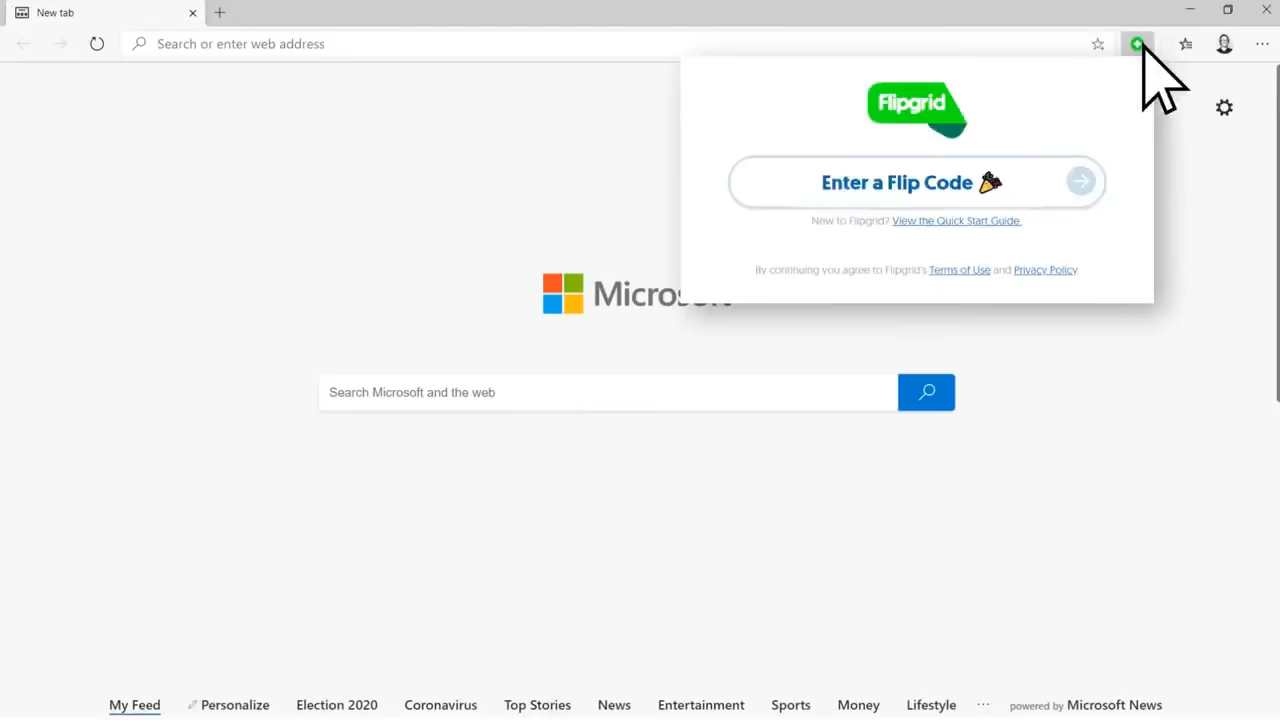 New tab
Search or enter web address
Flipgrid
Enter a Flip Code
New to Flipgrid? View the Quick Start Guide.
By continuing you agree to Flipgrid's Terms of Use and Privacy Policy
Micros
Search Microsoft and the web
My Feed Personalize Election 2020 Coronavirus Top Stories News Entertainment Sports Money Lifestyle ... powered by Microsoft News